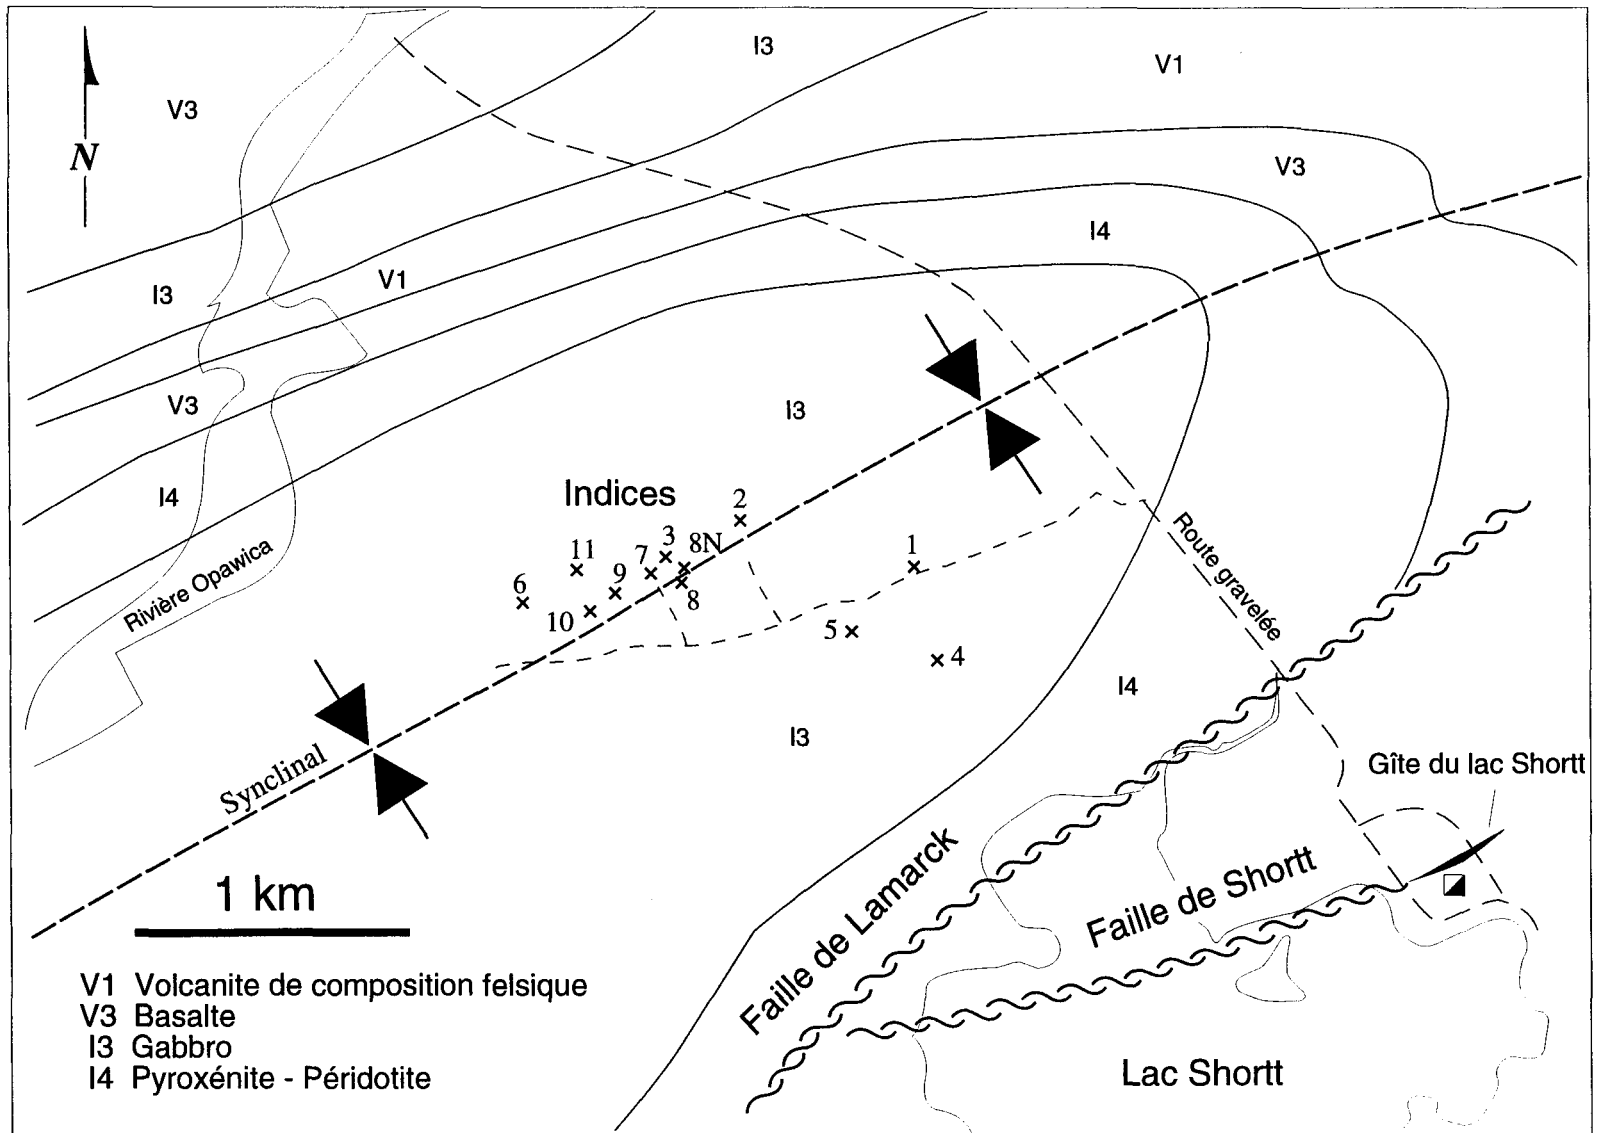 I3
V1
V3
N
V3
I4
V1
I3
V3
I3
Indices
I4
2
3
8N
11
7
1
6
9
8
10
5
4
Rivière Opawica
Route gravelée
I4
I3
Synclinal
Gîte du lac Shortt
Faille de Lamarck
Faille de Shortt
Lac Shortt
1 km
V1 Volcanite de composition felsique
V3 Basalte
I3 Gabbro
I4 Pyroxénite - Péridotite